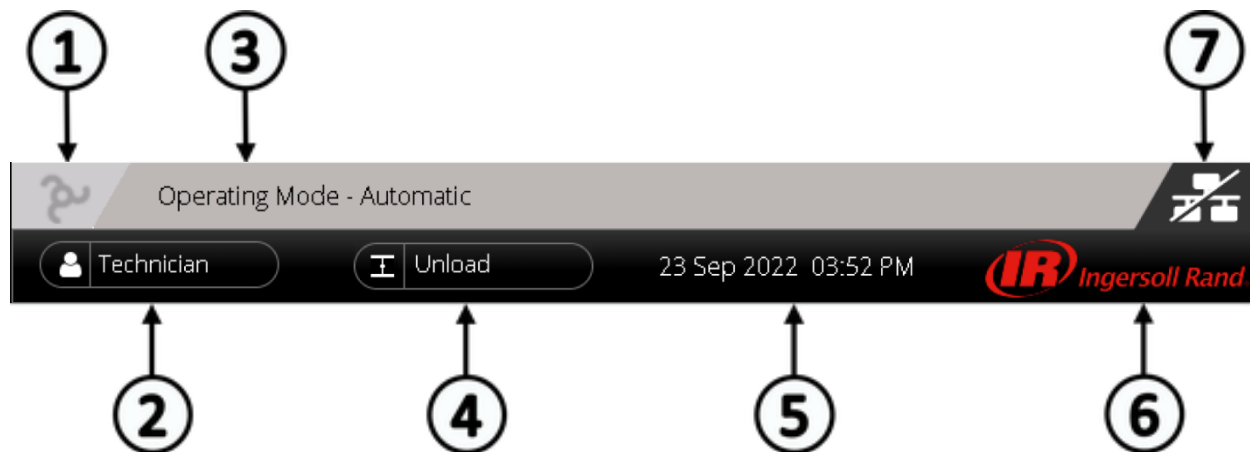 1 3 7
Operating Mode - Automatic
Technician Unload 23 Sep 2022 03:52 PM IR Ingersoll Rand
2 4 5 6